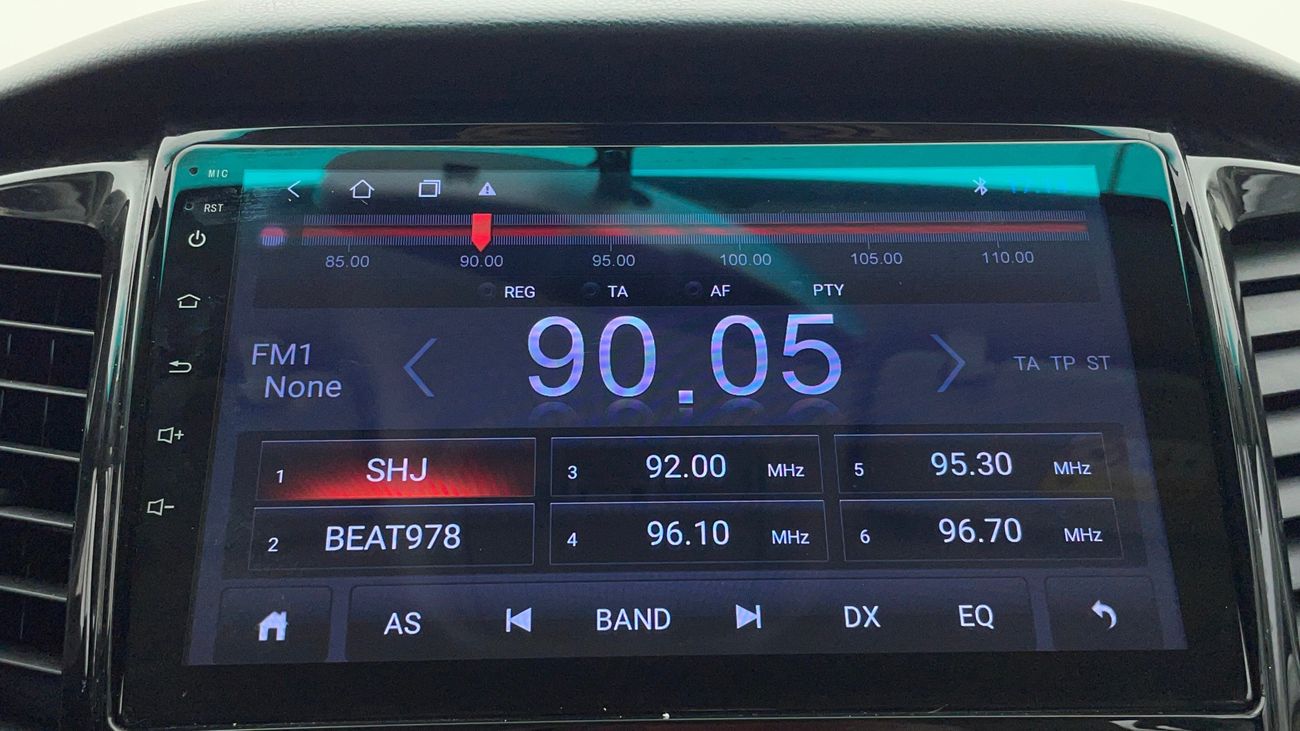 MIC
RST
85.00 90.00 95.00 100.00 105.00 110.00
REG TA AF PTY
FM1
None
90.05
TA TP ST
1 SHJ
3 92.00 MHz
5 95.30 MHz
2 BEAT978
4 96.10 MHz
6 96.70 MHz
AS BAND DX EQ